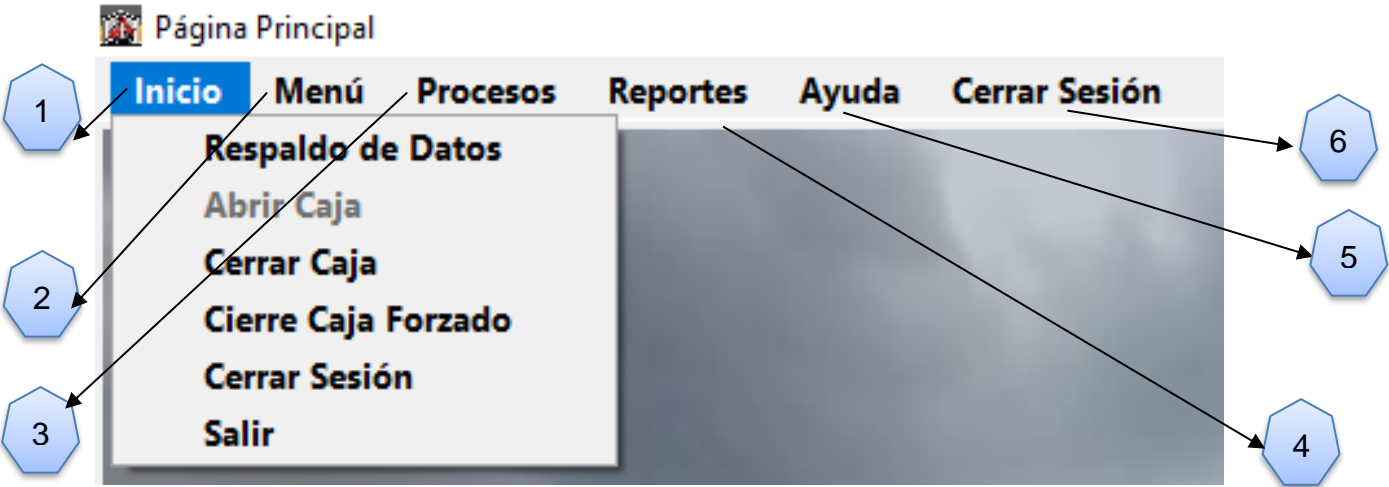 Página Principal
Inicio Menú Procesos Reportes Ayuda Cerrar Sesión
Respaldo de Datos
Abrir Caja
Cerrar Caja
Cierre Caja Forzado
Cerrar Sesión
Salir
1
2
3
4
5
6